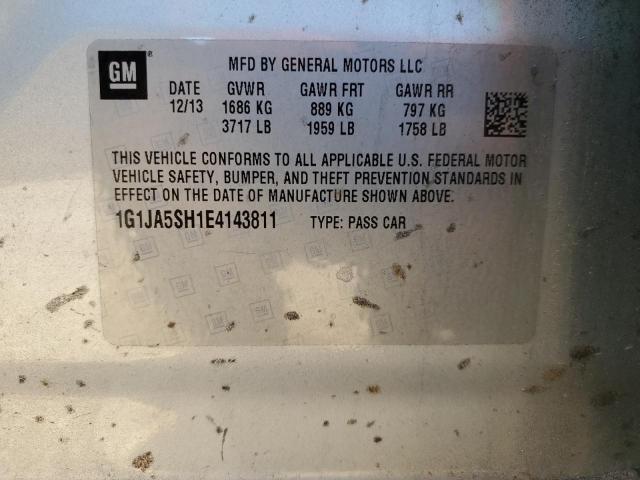 GM ®
MFD BY GENERAL MOTORS LLC
DATE GVWR GAWR FRT GAWR RR
12/13 1686 KG 889 KG 797 KG
3717 LB 1959 LB 1758 LB
THIS VEHICLE CONFORMS TO ALL APPLICABLE U.S. FEDERAL MOTOR
VEHICLE SAFETY, BUMPER, AND THEFT PREVENTION STANDARDS IN
EFFECT ON THE DATE OF MANUFACTURE SHOWN ABOVE.
1G1JA5SH1E4143811 TYPE: PASS CAR